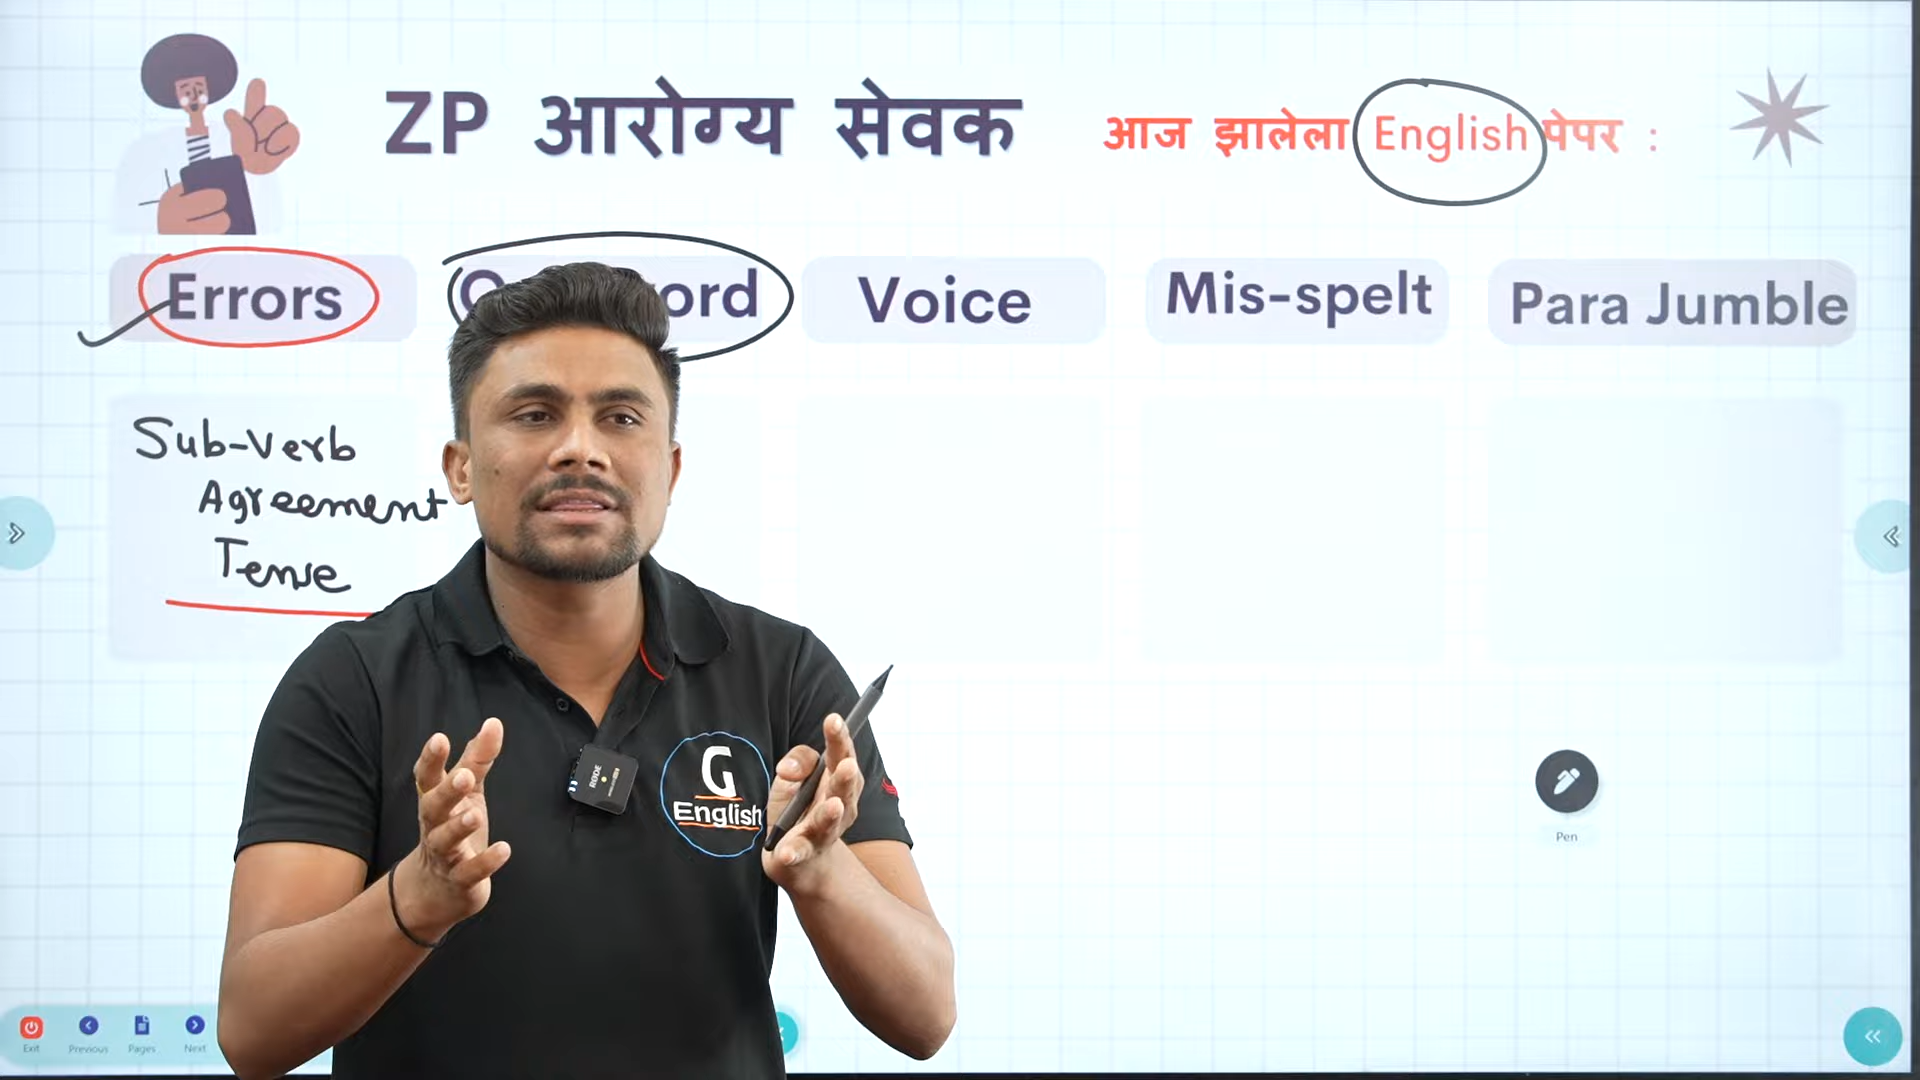 ZP आरोग्य सेवक
आज झालेला English पेपर :
Errors
Voice
Mis-spelt
Para Jumble
Sub-Verb
Agreement
Tense
RODE
G
English
Pen
Exit
Previous
Pages
Next